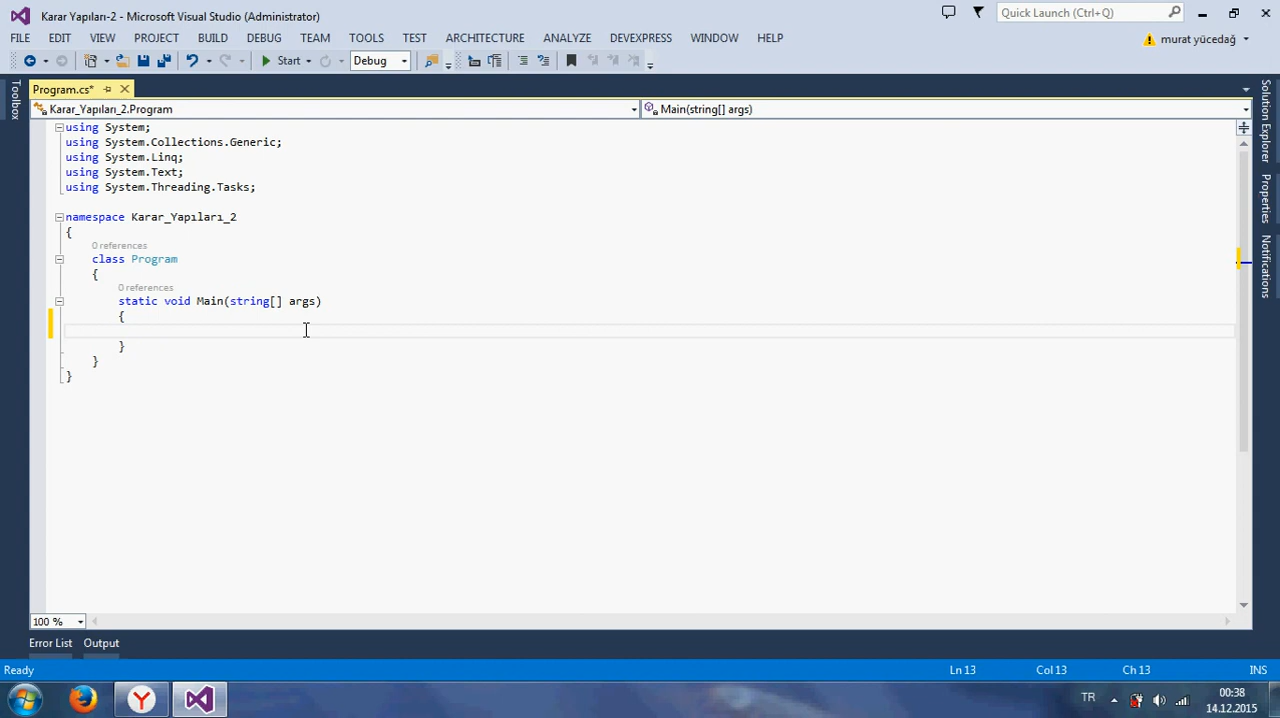 Karar Yapıları-2 - Microsoft Visual Studio (Administrator)
Quick Launch (Ctrl+Q)
FILE EDIT VIEW PROJECT BUILD DEBUG TEAM TOOLS TEST ARCHITECTURE ANALYZE DEVEXPRESS WINDOW HELP
murat yücedağ
Start Debug
Toolbox
Program.cs*
Karar_Yapıları_2.Program
Main(string[] args)
using System;
using System.Collections.Generic;
using System.Linq;
using System.Text;
using System.Threading.Tasks;
namespace Karar_Yapıları_2
{
0 references
class Program
{
0 references
static void Main(string[] args)
{
}
}
}
Solution Explorer
Properties
Notifications
100 %
Error List Output
Ready Ln 13 Col 13 Ch 13 INS
TR
00:38
14.12.2015